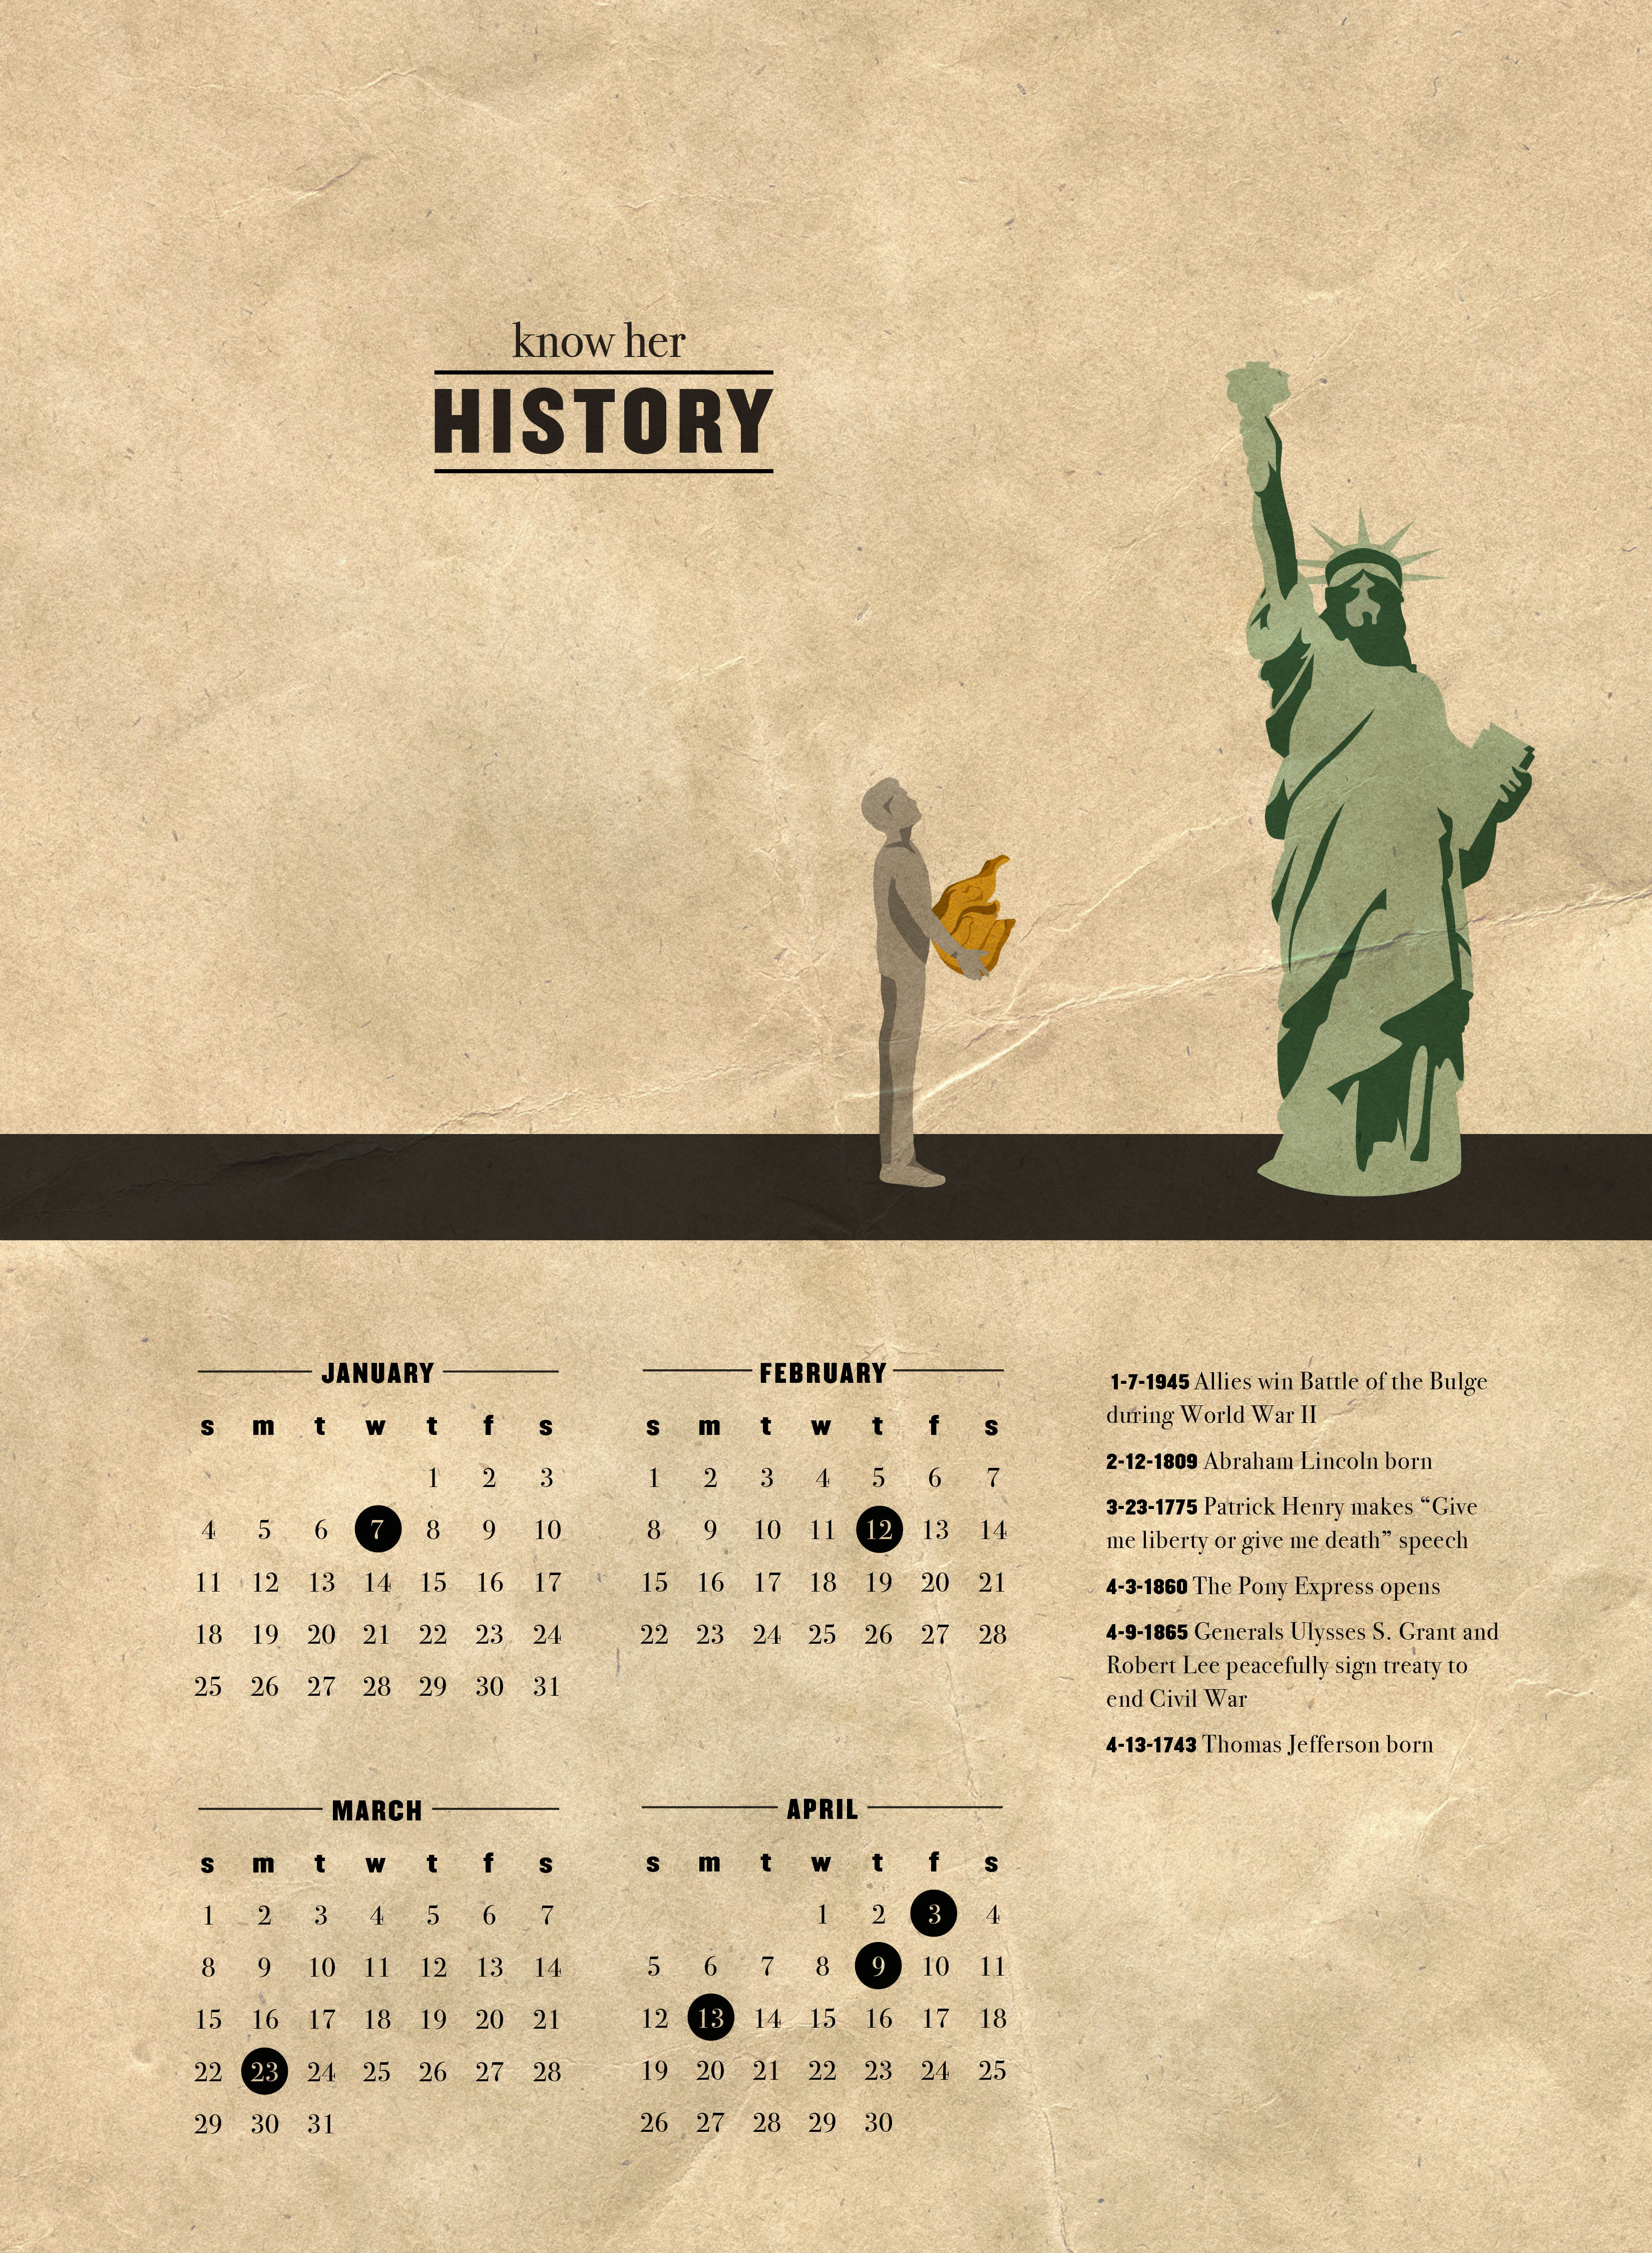 know her
HISTORY
JANUARY
s m t w t f s
1 2 3
4 5 6 7 8 9 10
11 12 13 14 15 16 17
18 19 20 21 22 23 24
25 26 27 28 29 30 31
FEBRUARY
s m t w t f s
1 2 3 4 5 6 7
8 9 10 11 12 13 14
15 16 17 18 19 20 21
22 23 24 25 26 27 28
1-7-1945 Allies win Battle of the Bulge
during World War II
2-12-1809 Abraham Lincoln born
3-23-1775 Patrick Henry makes “Give
me liberty or give me death” speech
4-3-1860 The Pony Express opens
4-9-1865 Generals Ulysses S. Grant and
Robert Lee peacefully sign treaty to
end Civil War
4-13-1743 Thomas Jefferson born
MARCH
s m t w t f s
1 2 3 4 5 6 7
8 9 10 11 12 13 14
15 16 17 18 19 20 21
22 23 24 25 26 27 28
29 30 31
APRIL
s m t w t f s
1 2 3 4
5 6 7 8 9 10 11
12 13 14 15 16 17 18
19 20 21 22 23 24 25
26 27 28 29 30